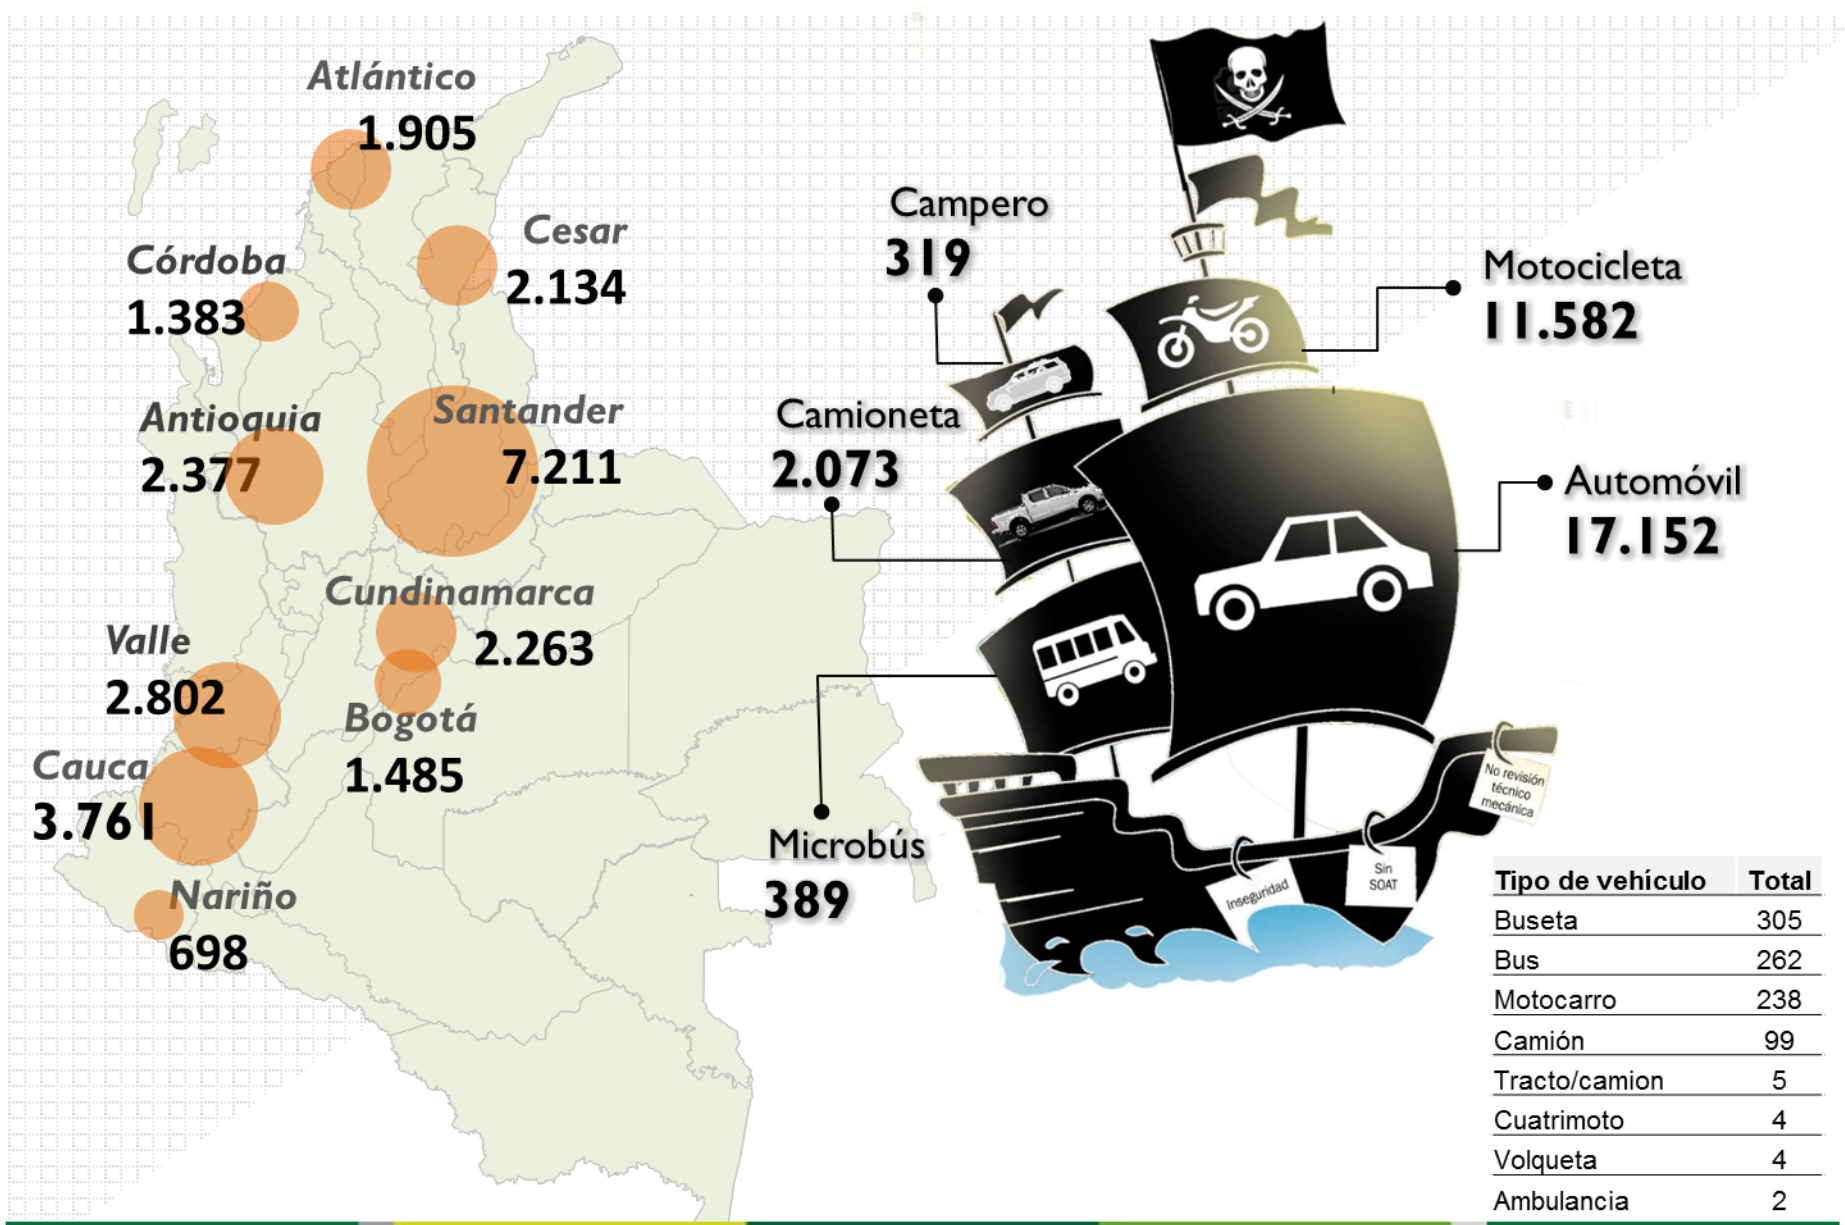 Atlántico
1.905
Cesar
2.134
Córdoba
1.383
Antioquia
2.377
Santander
7.211
Cundinamarca
2.263
Valle
2.802
Bogotá
1.485
Cauca
3.761
Nariño
698
Campero
319
Motocicleta
11.582
Camioneta
2.073
Automóvil
17.152
Microbús
389
No revisión
técnico
mecánica
Sin
SOAT
Inseguridad
Tipo de vehículo Total
Buseta 305
Bus 262
Motocarro 238
Camión 99
Tracto/camion 5
Cuatrimoto 4
Volqueta 4
Ambulancia 2